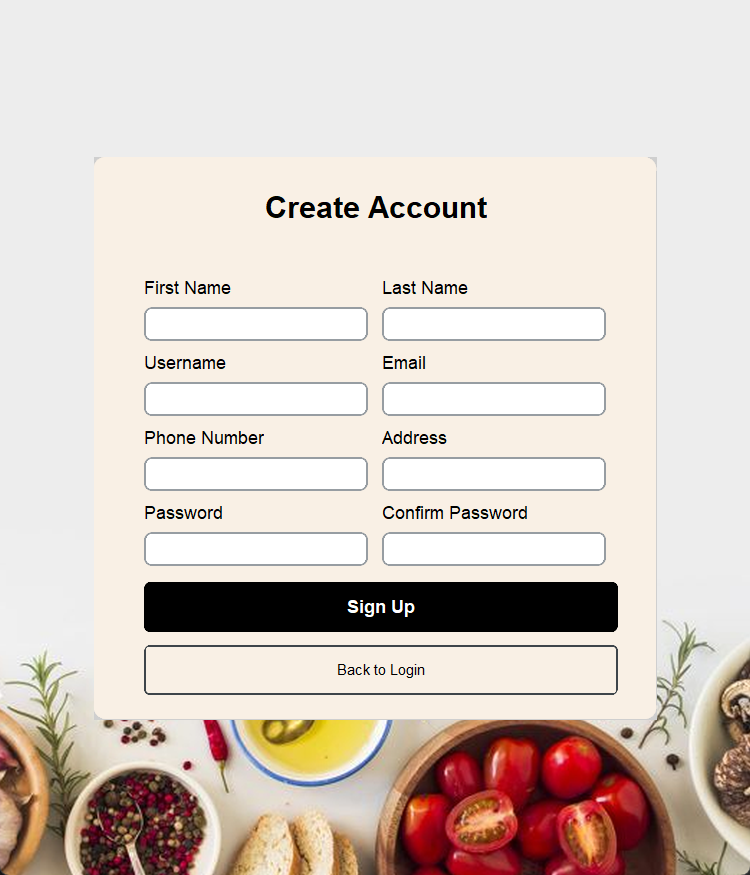 Create Account
First Name Last Name
Username Email
Phone Number Address
Password Confirm Password
Sign Up
Back to Login